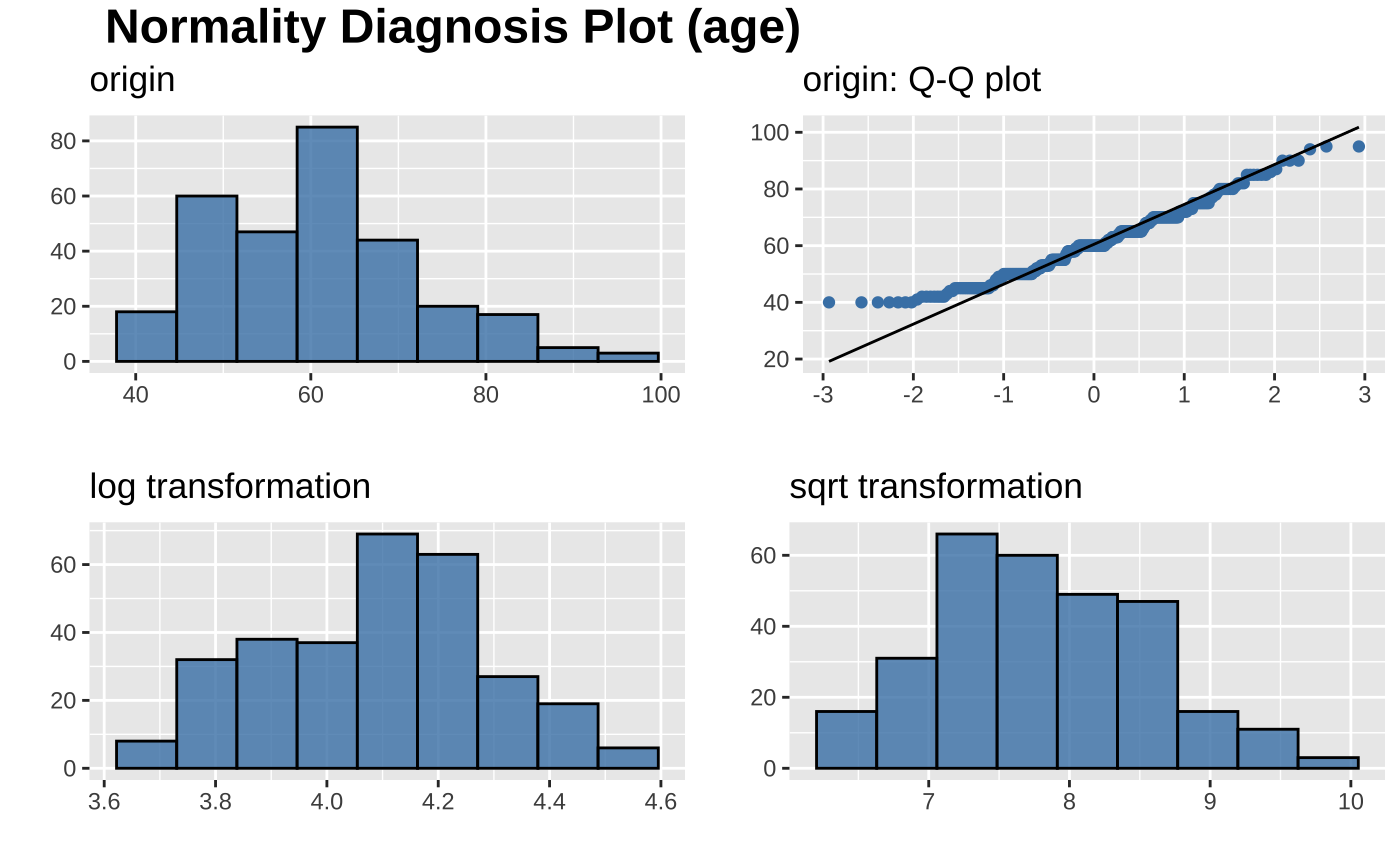 Normality Diagnosis Plot (age)
origin
80
60
40
20
0
40 60 80 100
origin: Q-Q plot
100
80
60
40
20
-3 -2 -1 0 1 2 3
log transformation
60
40
20
0
3.6 3.8 4.0 4.2 4.4 4.6
sqrt transformation
60
40
20
0
7 8 9 10